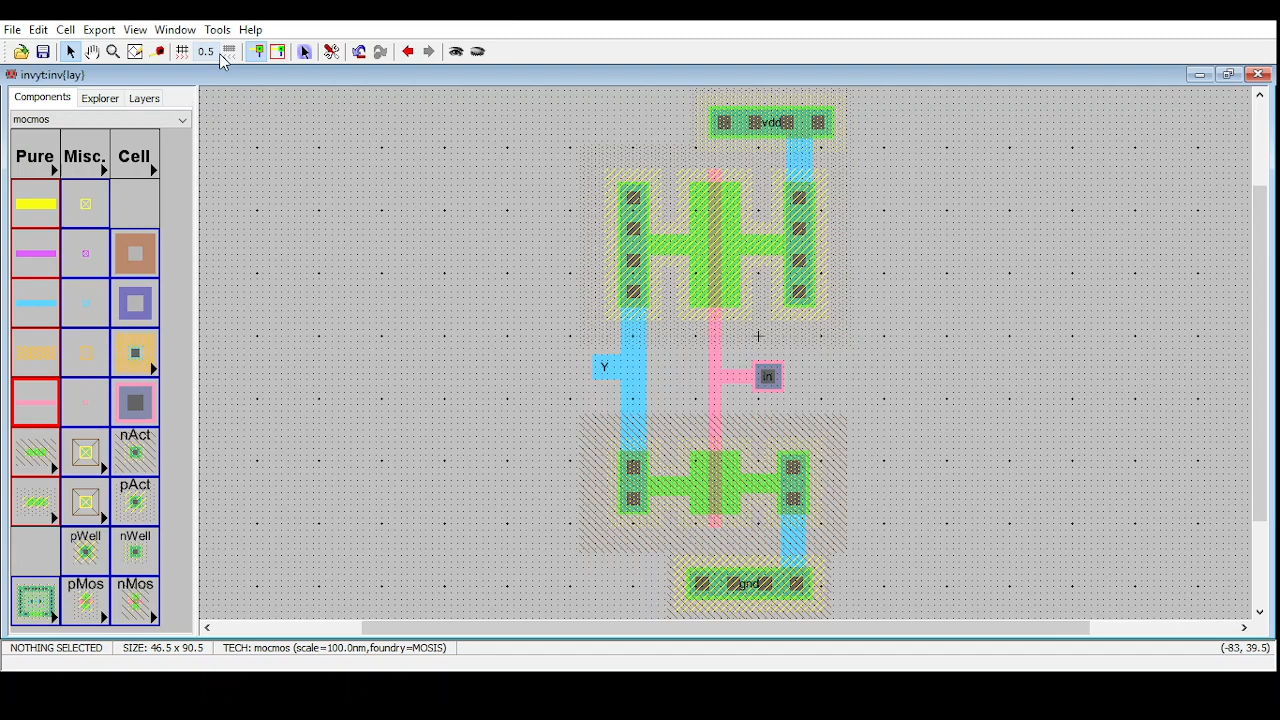 File Edit Cell Export View Window Tools Help
0.5
invyt:inv{lay}
Components Explorer Layers
mocmos
Pure Misc. Cell
nAct
pAct
pWell nWell
pMos nMos
vdd
Y
in
gnd
NOTHING SELECTED SIZE: 46.5 x 90.5 TECH: mocmos (scale=100.0nm,foundry=MOSIS) (-83, 39.5)